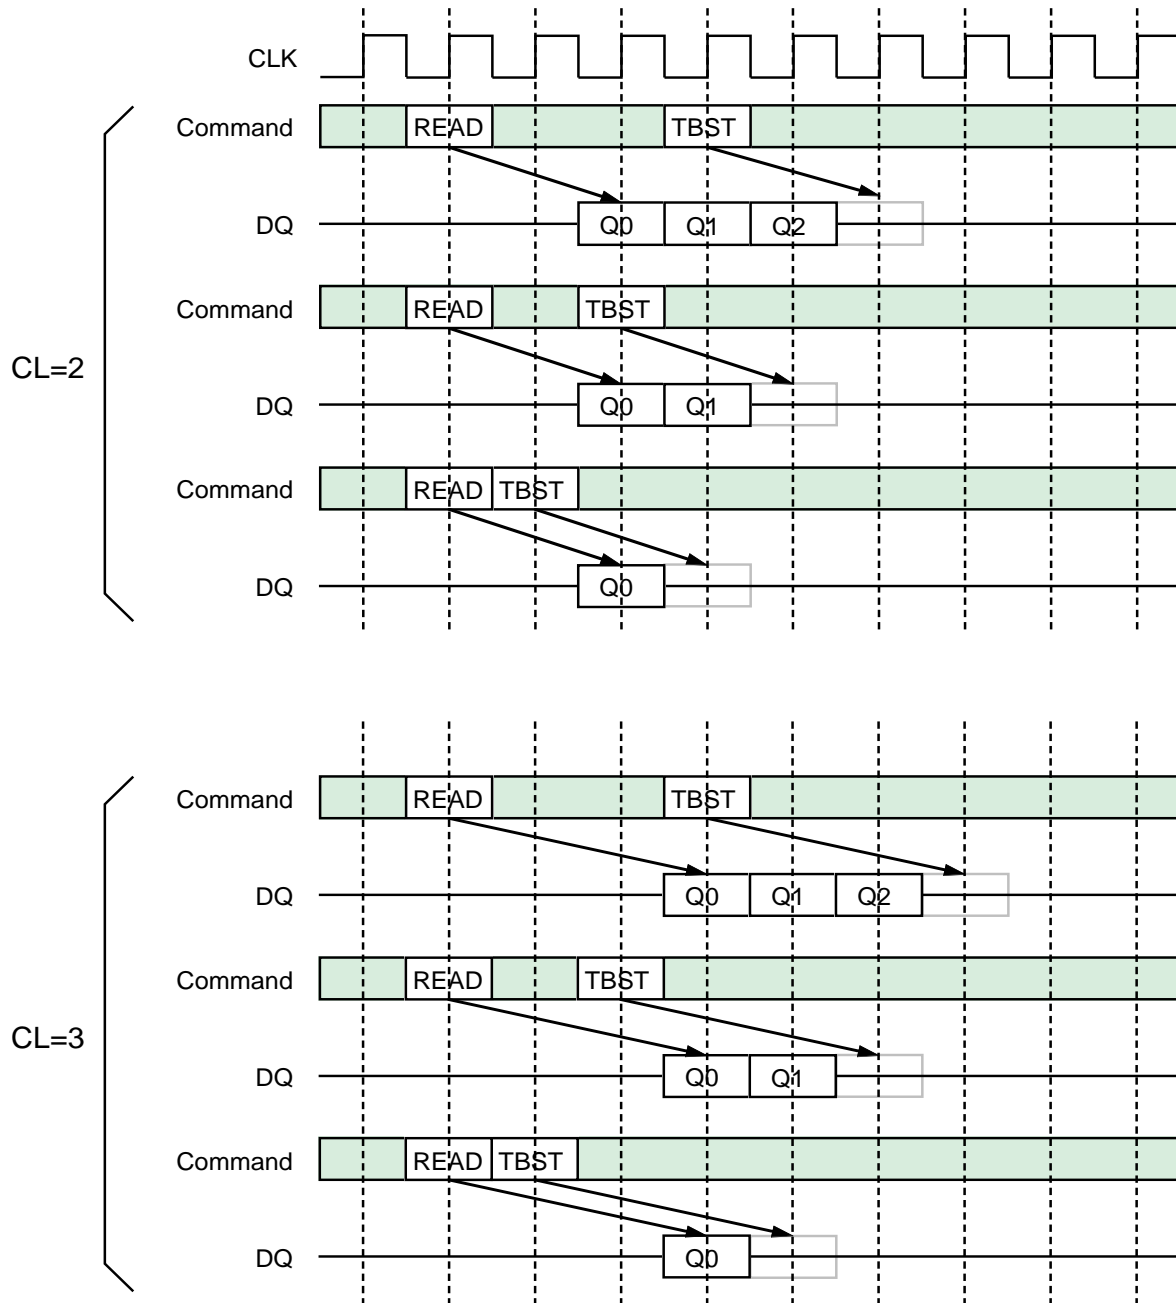 CLK
Command READ TBST
DQ Q0 Q1 Q2
Command READ TBST
CL=2
DQ Q0 Q1
Command READ TBST
DQ Q0
Command READ TBST
DQ Q0 Q1 Q2
Command READ TBST
CL=3
DQ Q0 Q1
Command READ TBST
DQ Q0